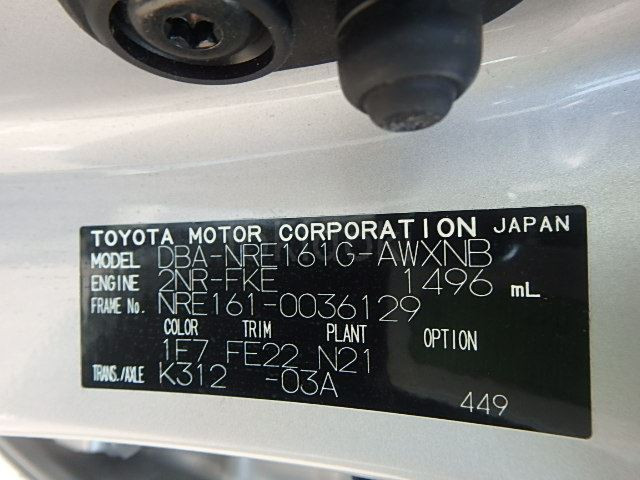 TOYOTA MOTOR CORPORATION JAPAN
MODEL DBA-NRE161G-AWXNB
ENGINE 2NR-FKE 1496 mL
FRAME No. NRE161-0036129
COLOR TRIM PLANT OPTION
1F7 FE22 N21
TRANS./AXLE K312 -03A
449